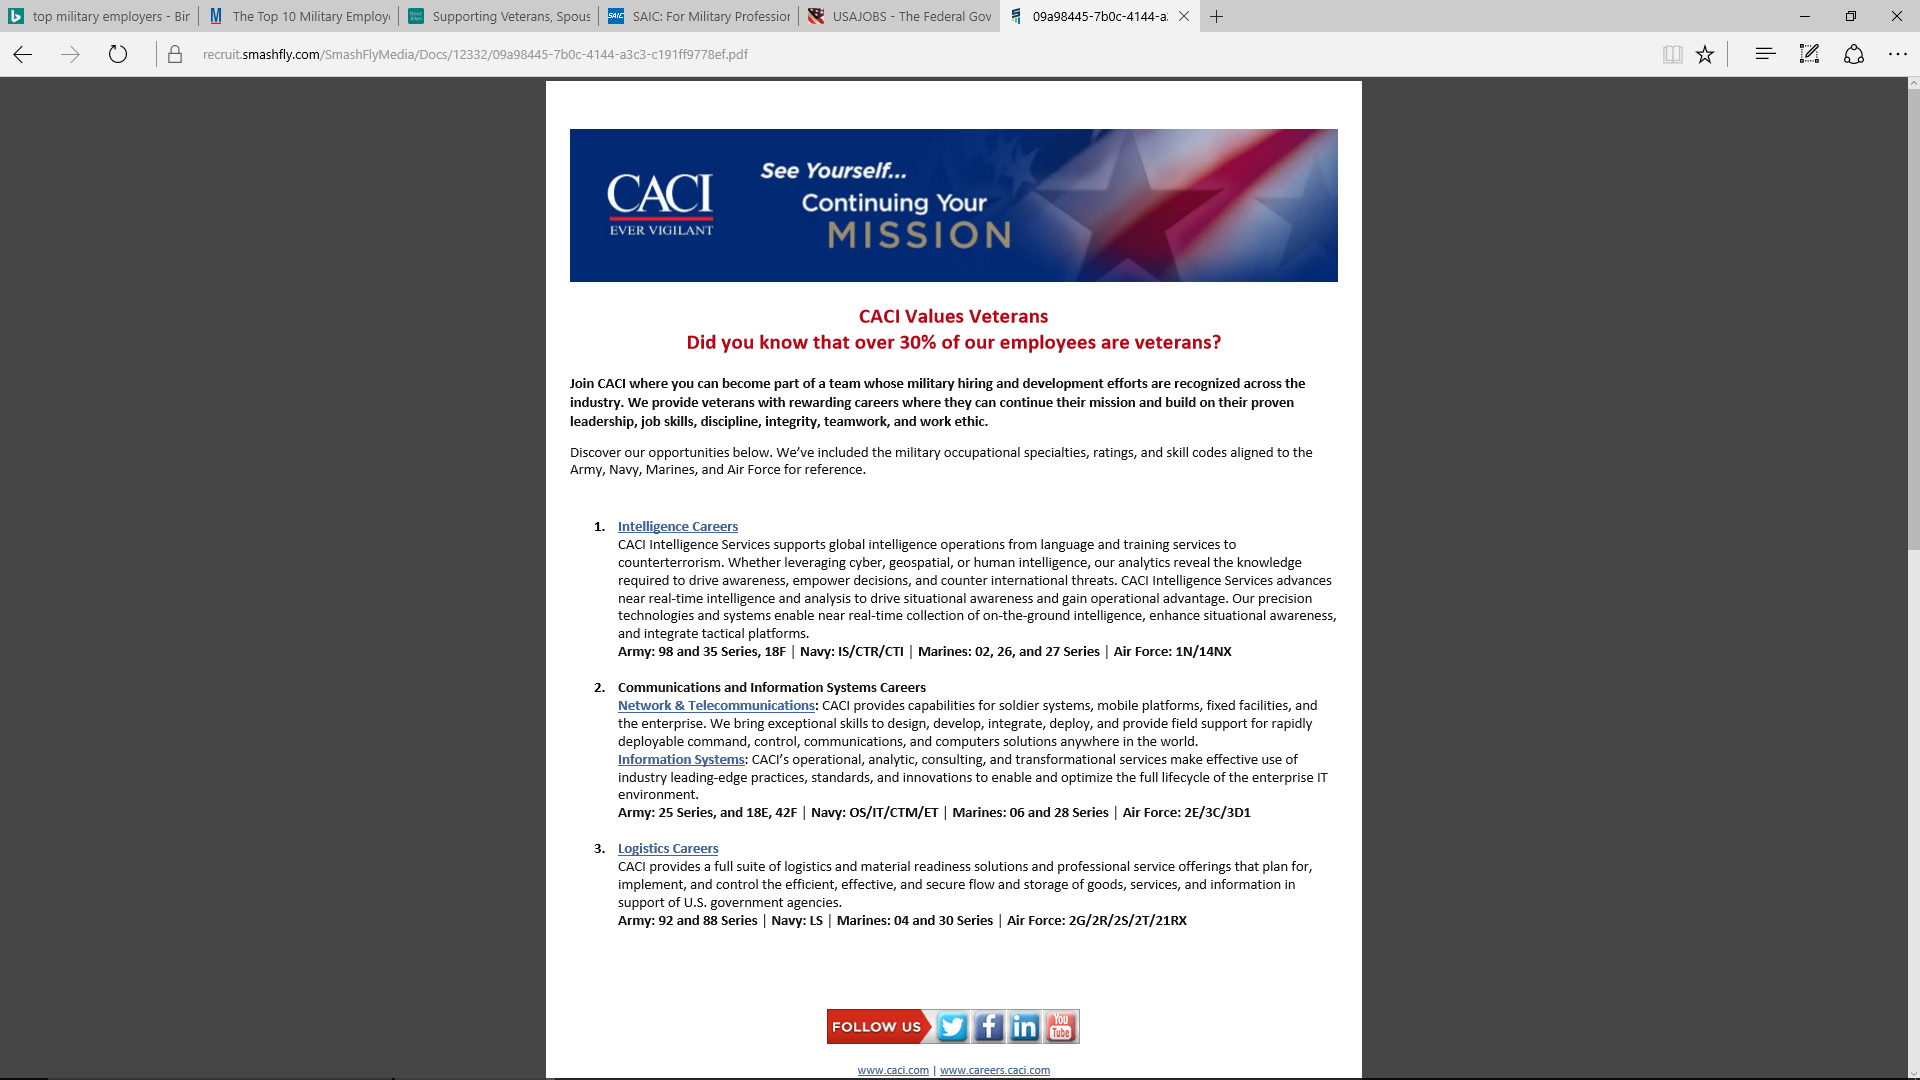 top military employers - Bir
The Top 10 Military Employ
Supporting Veterans, Spous
SAIC: For Military Profession
USAJOBS - The Federal Gov
09a98445-7b0c-4144-a
recruit.smashfly.com/SmashFlyMedia/Docs/12332/09a98445-7b0c-4144-a3c3-c191ff9778ef.pdf
CACI
EVER VIGILANT
See Yourself...
Continuing Your
MISSION
CACI Values Veterans
Did you know that over 30% of our employees are veterans?
Join CACI where you can become part of a team whose military hiring and development efforts are recognized across the
industry. We provide veterans with rewarding careers where they can continue their mission and build on their proven
leadership, job skills, discipline, integrity, teamwork, and work ethic.
Discover our opportunities below. We’ve included the military occupational specialties, ratings, and skill codes aligned to the
Army, Navy, Marines, and Air Force for reference.
1. Intelligence Careers
CACI Intelligence Services supports global intelligence operations from language and training services to
counterterrorism. Whether leveraging cyber, geospatial, or human intelligence, our analytics reveal the knowledge
required to drive awareness, empower decisions, and counter international threats. CACI Intelligence Services advances
near real-time intelligence and analysis to drive situational awareness and gain operational advantage. Our precision
technologies and systems enable near real-time collection of on-the-ground intelligence, enhance situational awareness,
and integrate tactical platforms.
Army: 98 and 35 Series, 18F | Navy: IS/CTR/CTI | Marines: 02, 26, and 27 Series | Air Force: 1N/14NX
2. Communications and Information Systems Careers
Network & Telecommunications: CACI provides capabilities for soldier systems, mobile platforms, fixed facilities, and
the enterprise. We bring exceptional skills to design, develop, integrate, deploy, and provide field support for rapidly
deployable command, control, communications, and computers solutions anywhere in the world.
Information Systems: CACI’s operational, analytic, consulting, and transformational services make effective use of
industry leading-edge practices, standards, and innovations to enable and optimize the full lifecycle of the enterprise IT
environment.
Army: 25 Series, and 18E, 42F | Navy: OS/IT/CTM/ET | Marines: 06 and 28 Series | Air Force: 2E/3C/3D1
3. Logistics Careers
CACI provides a full suite of logistics and material readiness solutions and professional service offerings that plan for,
implement, and control the efficient, effective, and secure flow and storage of goods, services, and information in
support of U.S. government agencies.
Army: 92 and 88 Series | Navy: LS | Marines: 04 and 30 Series | Air Force: 2G/2R/2S/2T/21RX
FOLLOW US
You
Tube
www.caci.com | www.careers.caci.com